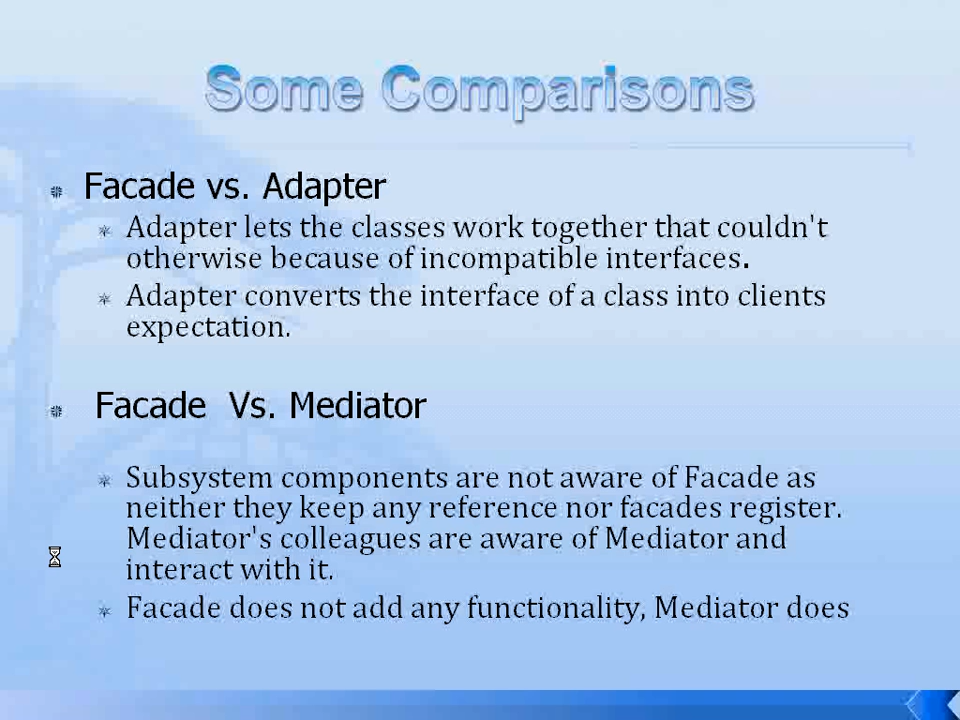 Some Comparisons
Facade vs. Adapter
Adapter lets the classes work together that couldn't
otherwise because of incompatible interfaces.
Adapter converts the interface of a class into clients
expectation.
Facade Vs. Mediator
Subsystem components are not aware of Facade as
neither they keep any reference nor facades register.
Mediator's colleagues are aware of Mediator and
interact with it.
Facade does not add any functionality, Mediator does